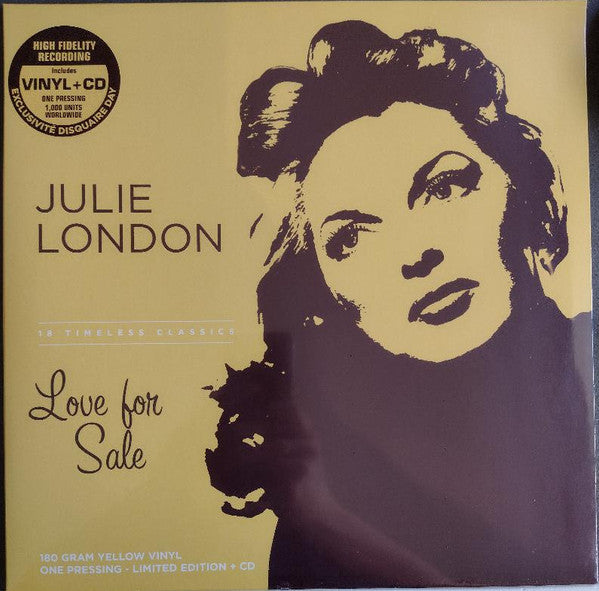 HIGH FIDELITY
RECORDING
Includes
VINYL+CD
ONE PRESSING
1,000 UNITS
WORLDWIDE
EXCLUSIVITÉ DISQUAIRE DAY
JULIE
LONDON
18 TIMELESS CLASSICS
Love for
Sale
180 GRAM YELLOW VINYL
ONE PRESSING - LIMITED EDITION + CD